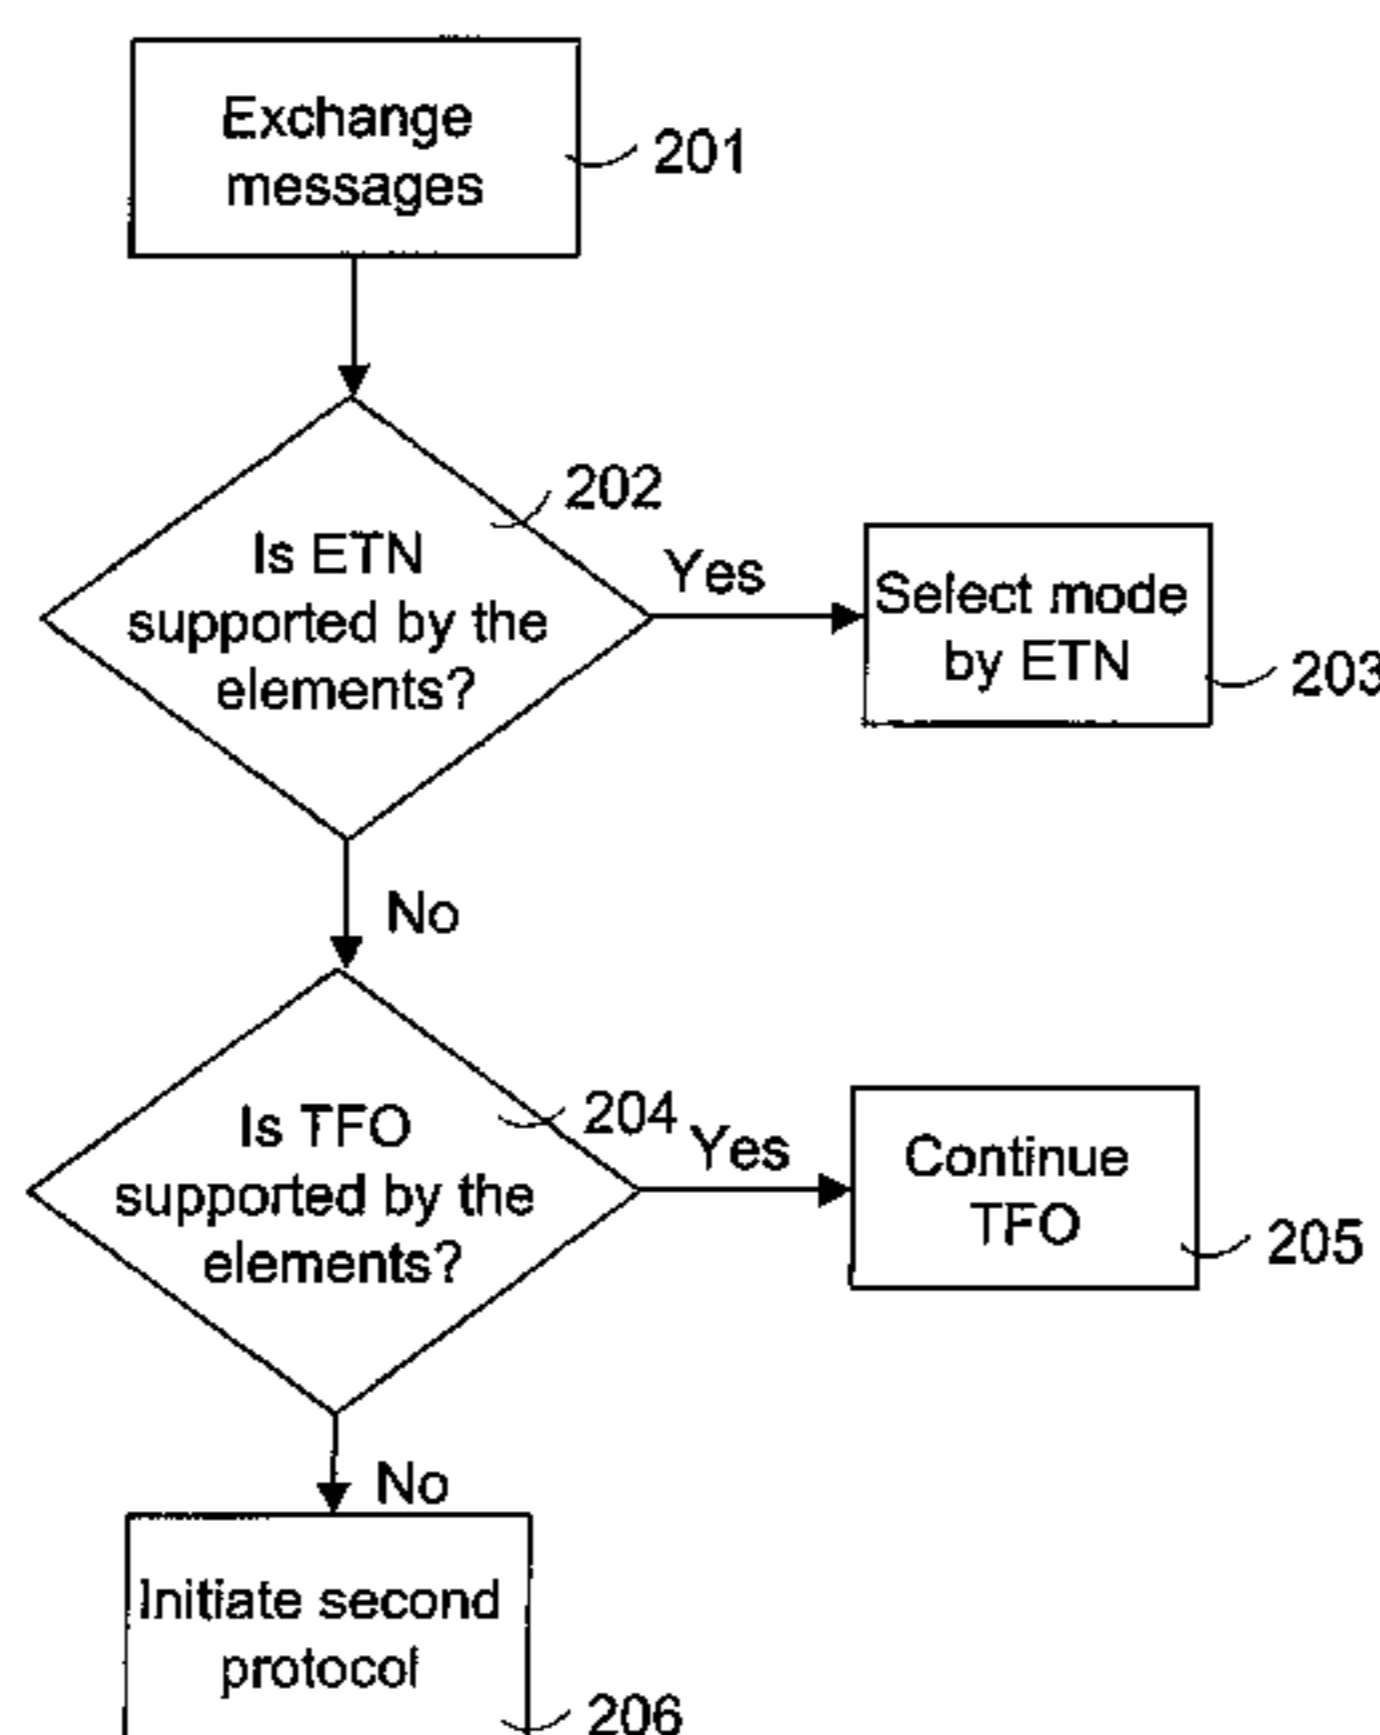 Exchange
messages
201
202
Is ETN
supported by the
elements?
Yes
Select mode
by ETN
203
No
204
Is TFO
supported by the
elements?
Yes
Continue
TFO
205
No
Initiate second
protocol
206